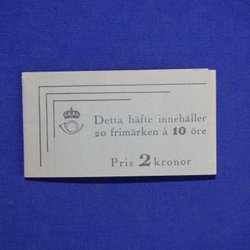 Detta häfte innehåller
20 frimärken à 10 öre
Pris 2 kronor